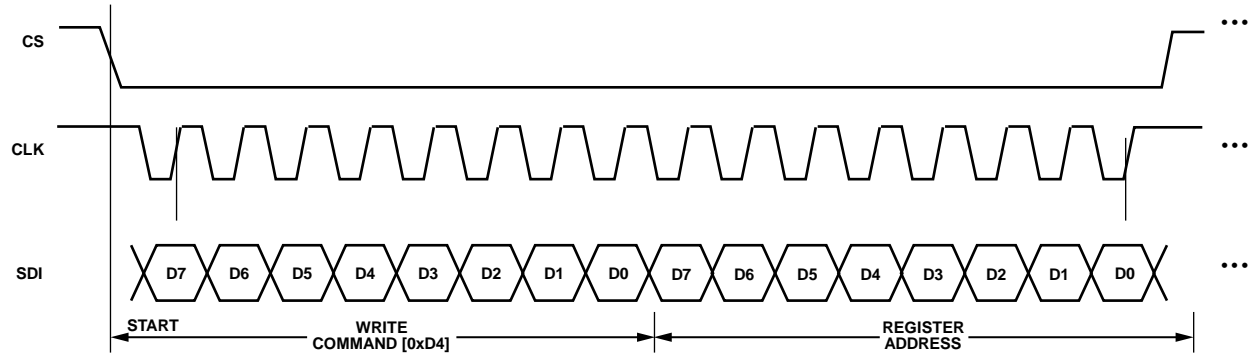 CS
•••
CLK
•••
SDI
D7 D6 D5 D4 D3 D2 D1 D0 D7 D6 D5 D4 D3 D2 D1 D0
•••
START
WRITE
COMMAND [0xD4]
REGISTER
ADDRESS